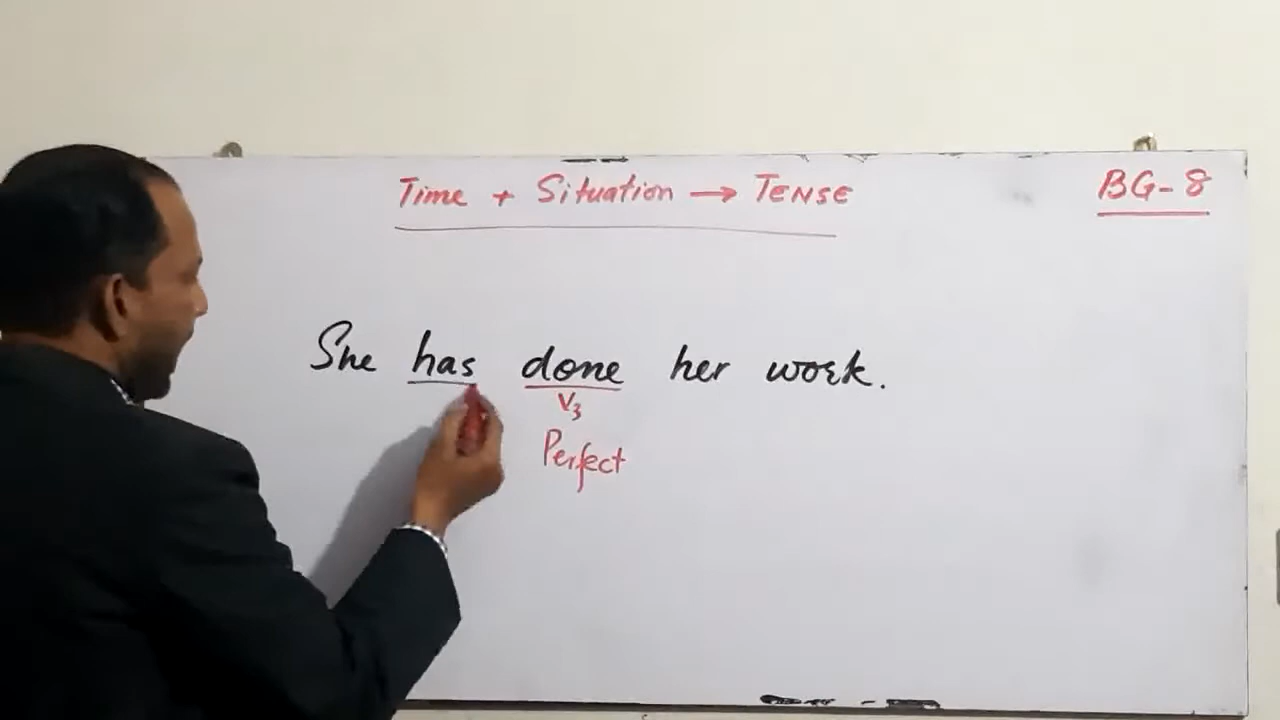 Time + Situation → TENSE
BG-8
She has done her work.
V₃
Perfect